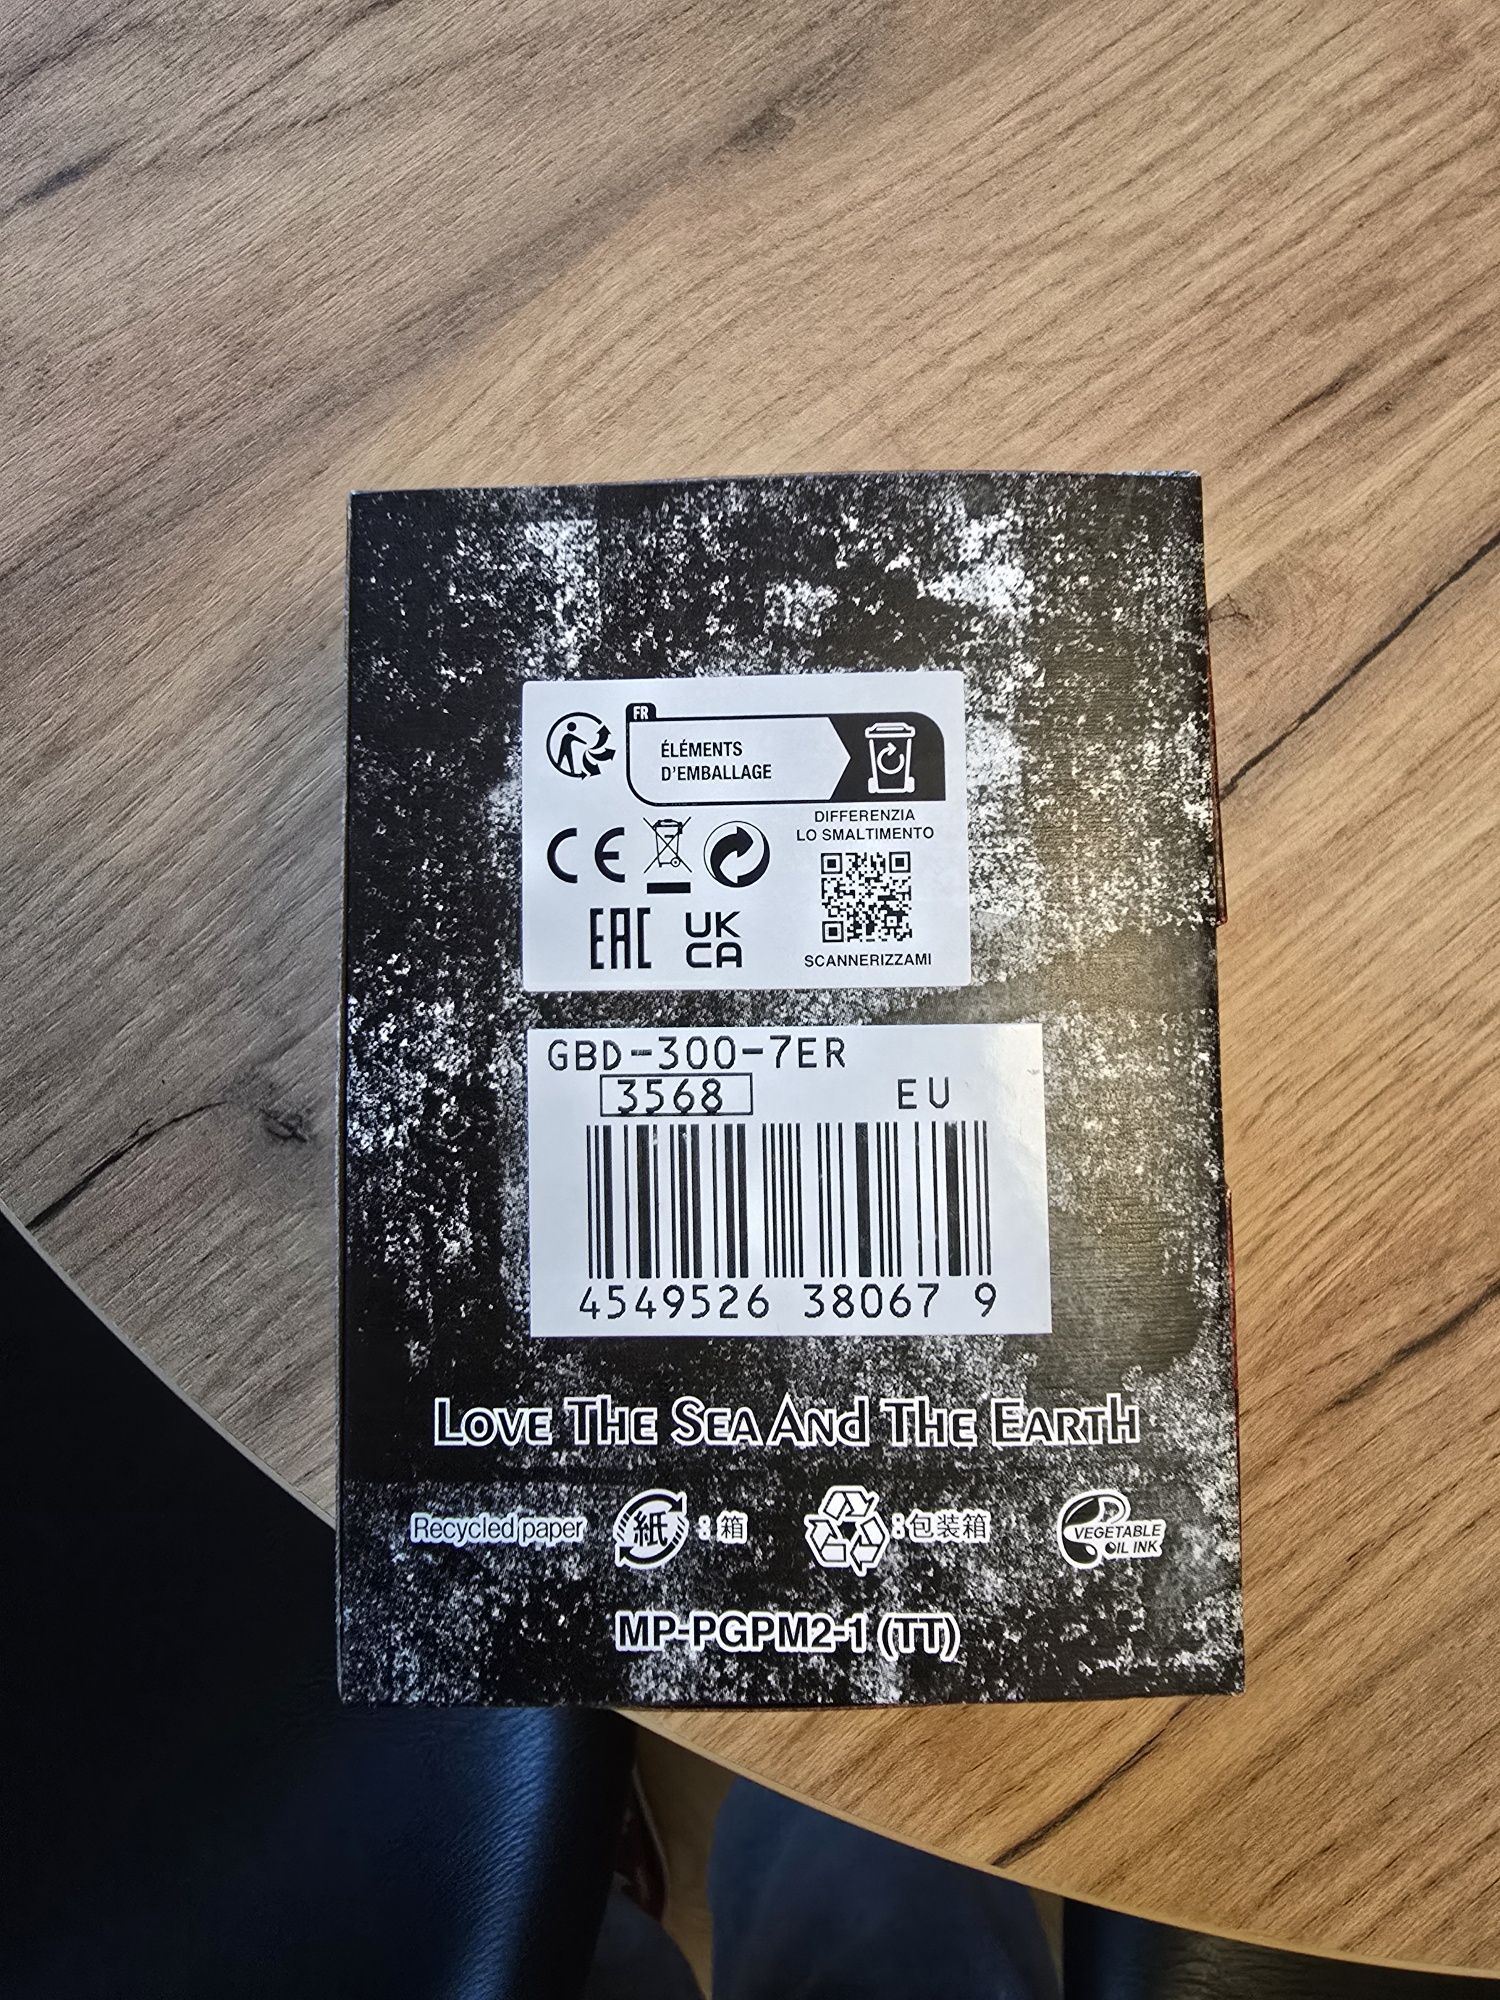 FR
ÉLÉMENTS
D'EMBALLAGE
DIFFERENZIA
LO SMALTIMENTO
CE
EAC
UK
CA
SCANNERIZZAMI
GBD-300-7ER
3568 EU
4549526 38067 9
LOVE THE SEA AND THE EARTH
Recycled paper 紙:箱 :包装箱 VEGETABLE
OIL INK
MP-PGPM2-1 (TT)